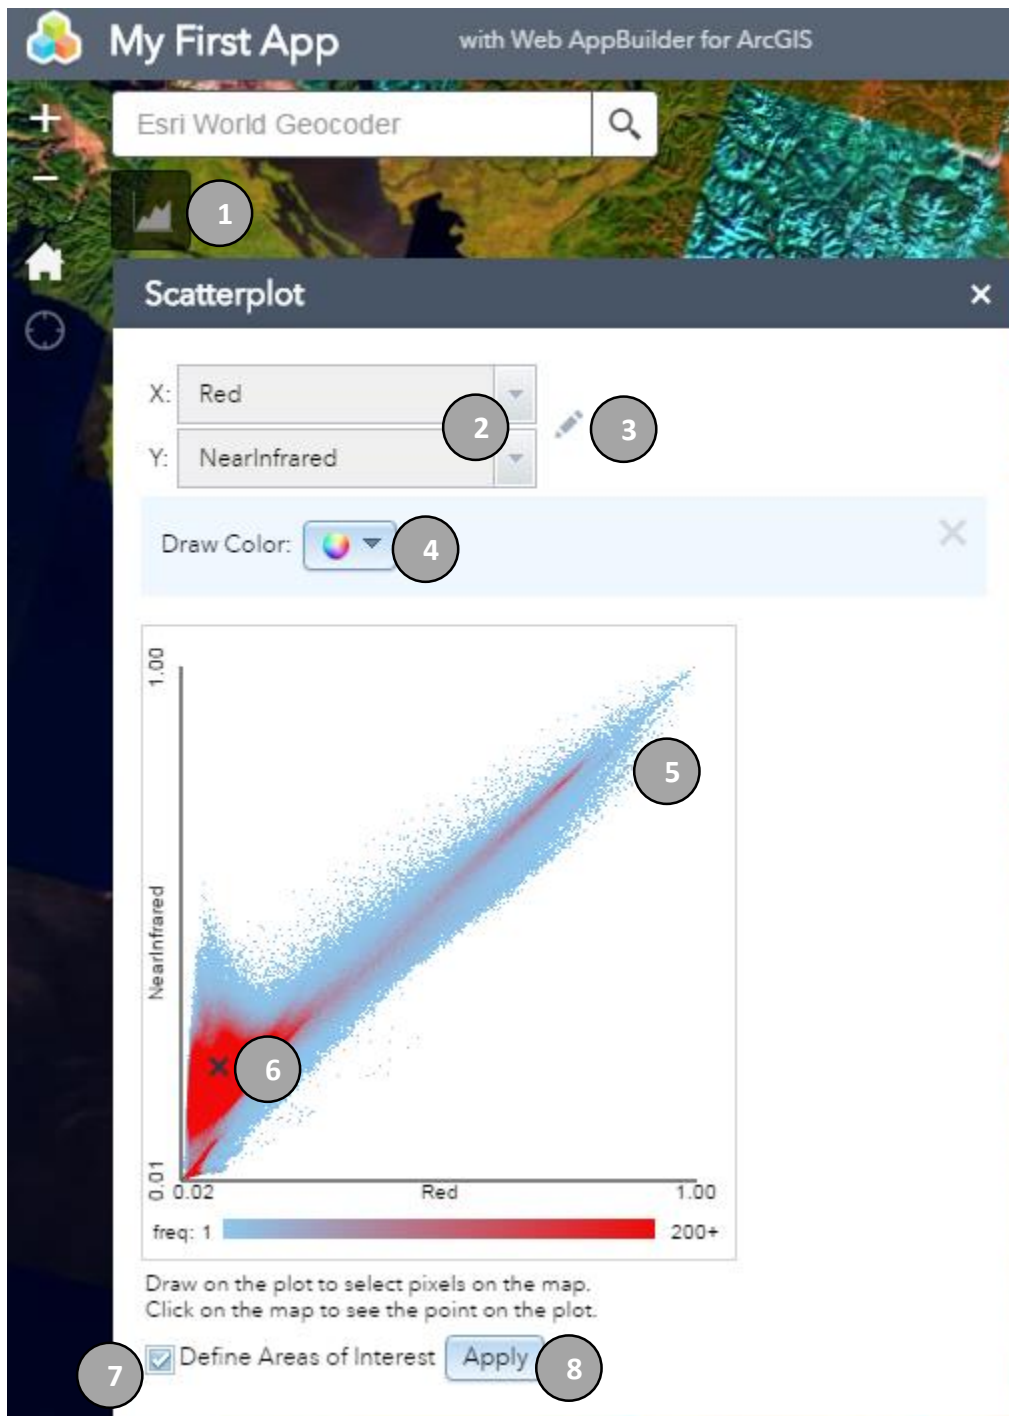 My First App
with Web AppBuilder for ArcGIS
+
Esri World Geocoder
−
1
Scatterplot
×
X: Red
2
3
Y: NearInfrared
Draw Color:
4
×
1.00
5
NearInfrared
6
0.01
0.02 Red 1.00
freq: 1 200+
Draw on the plot to select pixels on the map.
Click on the map to see the point on the plot.
7
Define Areas of Interest Apply
8